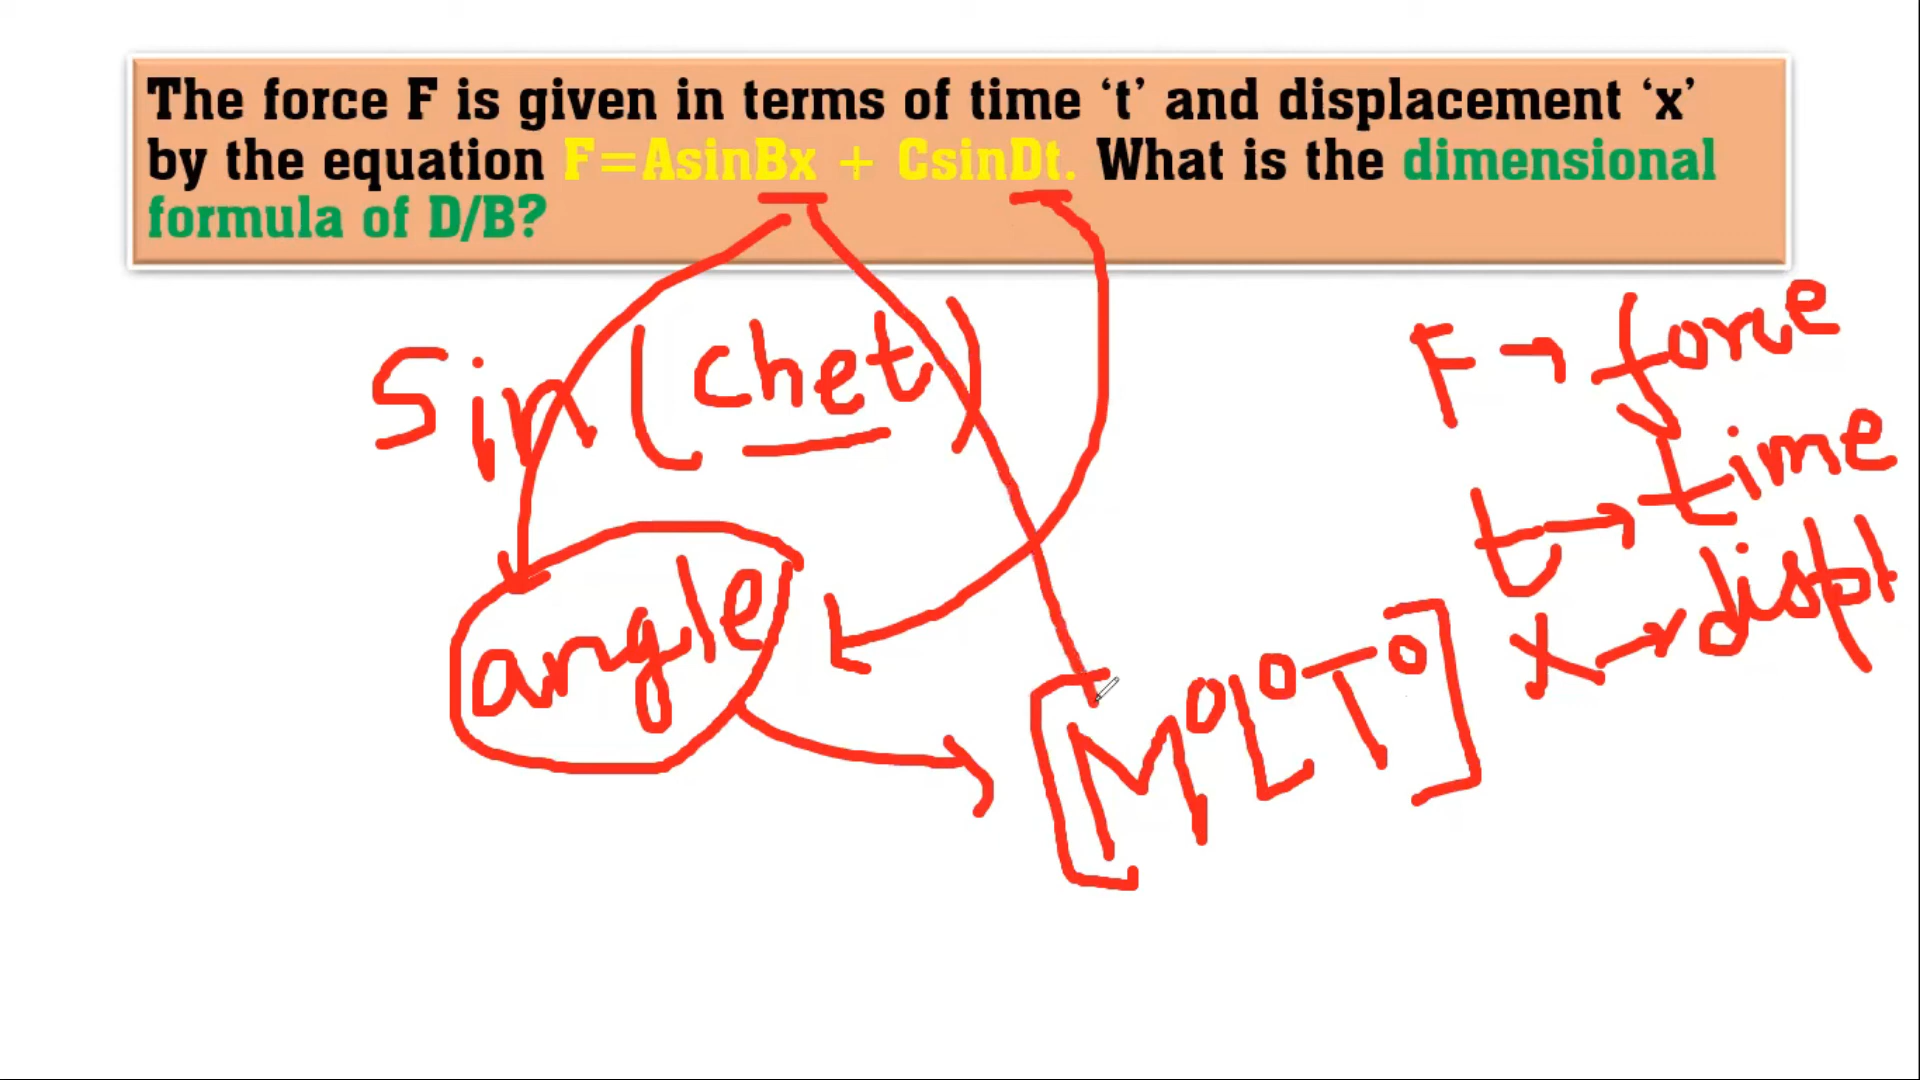 The force F is given in terms of time ‘t’ and displacement ‘x’
by the equation F=AsinBx + CsinDt. What is the dimensional
formula of D/B?
Sin (chet)
F → force
t → time
x → displ
angle
[M⁰L⁰T⁰]